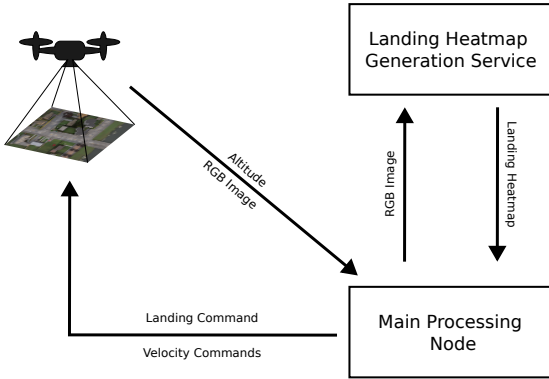 Landing Heatmap
Generation Service
Altitude
RGB Image
RGB Image
Landing Heatmap
Landing Command
Velocity Commands
Main Processing
Node